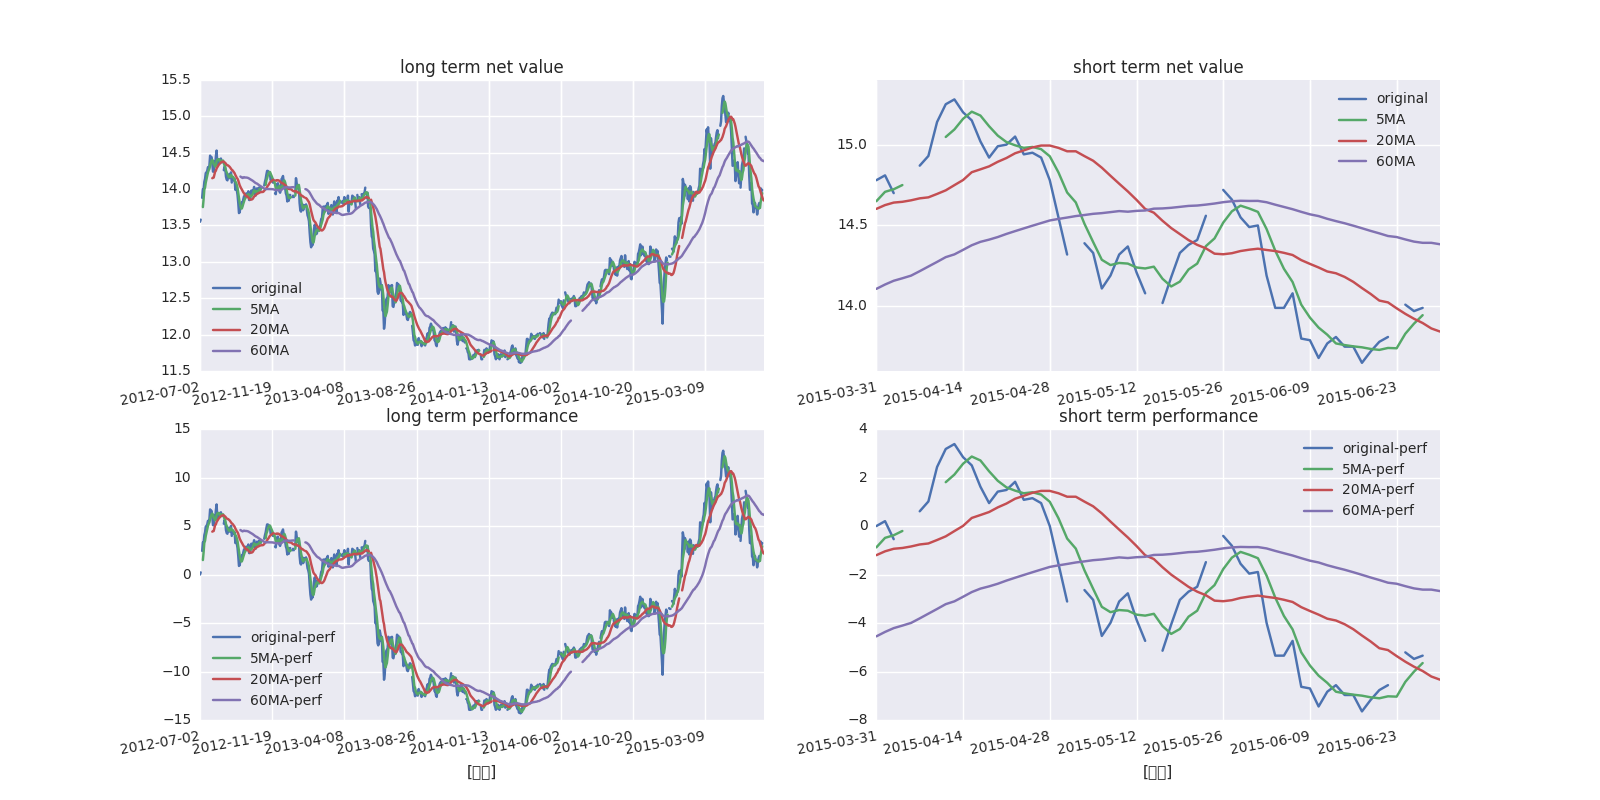 long term net value
15.5
15.0
14.5
14.0
13.5
13.0
12.5
12.0
11.5
original
5MA
20MA
60MA
2012-07-02 2012-11-19 2013-04-08 2013-08-26 2014-01-13 2014-06-02 2014-10-20 2015-03-09
short term net value
15.0
14.5
14.0
original
5MA
20MA
60MA
2015-03-31 2015-04-14 2015-04-28 2015-05-12 2015-05-26 2015-06-09 2015-06-23
long term performance
15
10
5
0
−5
−10
−15
original-perf
5MA-perf
20MA-perf
60MA-perf
2012-07-02 2012-11-19 2013-04-08 2013-08-26 2014-01-13 2014-06-02 2014-10-20 2015-03-09
short term performance
4
2
0
−2
−4
−6
−8
original-perf
5MA-perf
20MA-perf
60MA-perf
2015-03-31 2015-04-14 2015-04-28 2015-05-12 2015-05-26 2015-06-09 2015-06-23